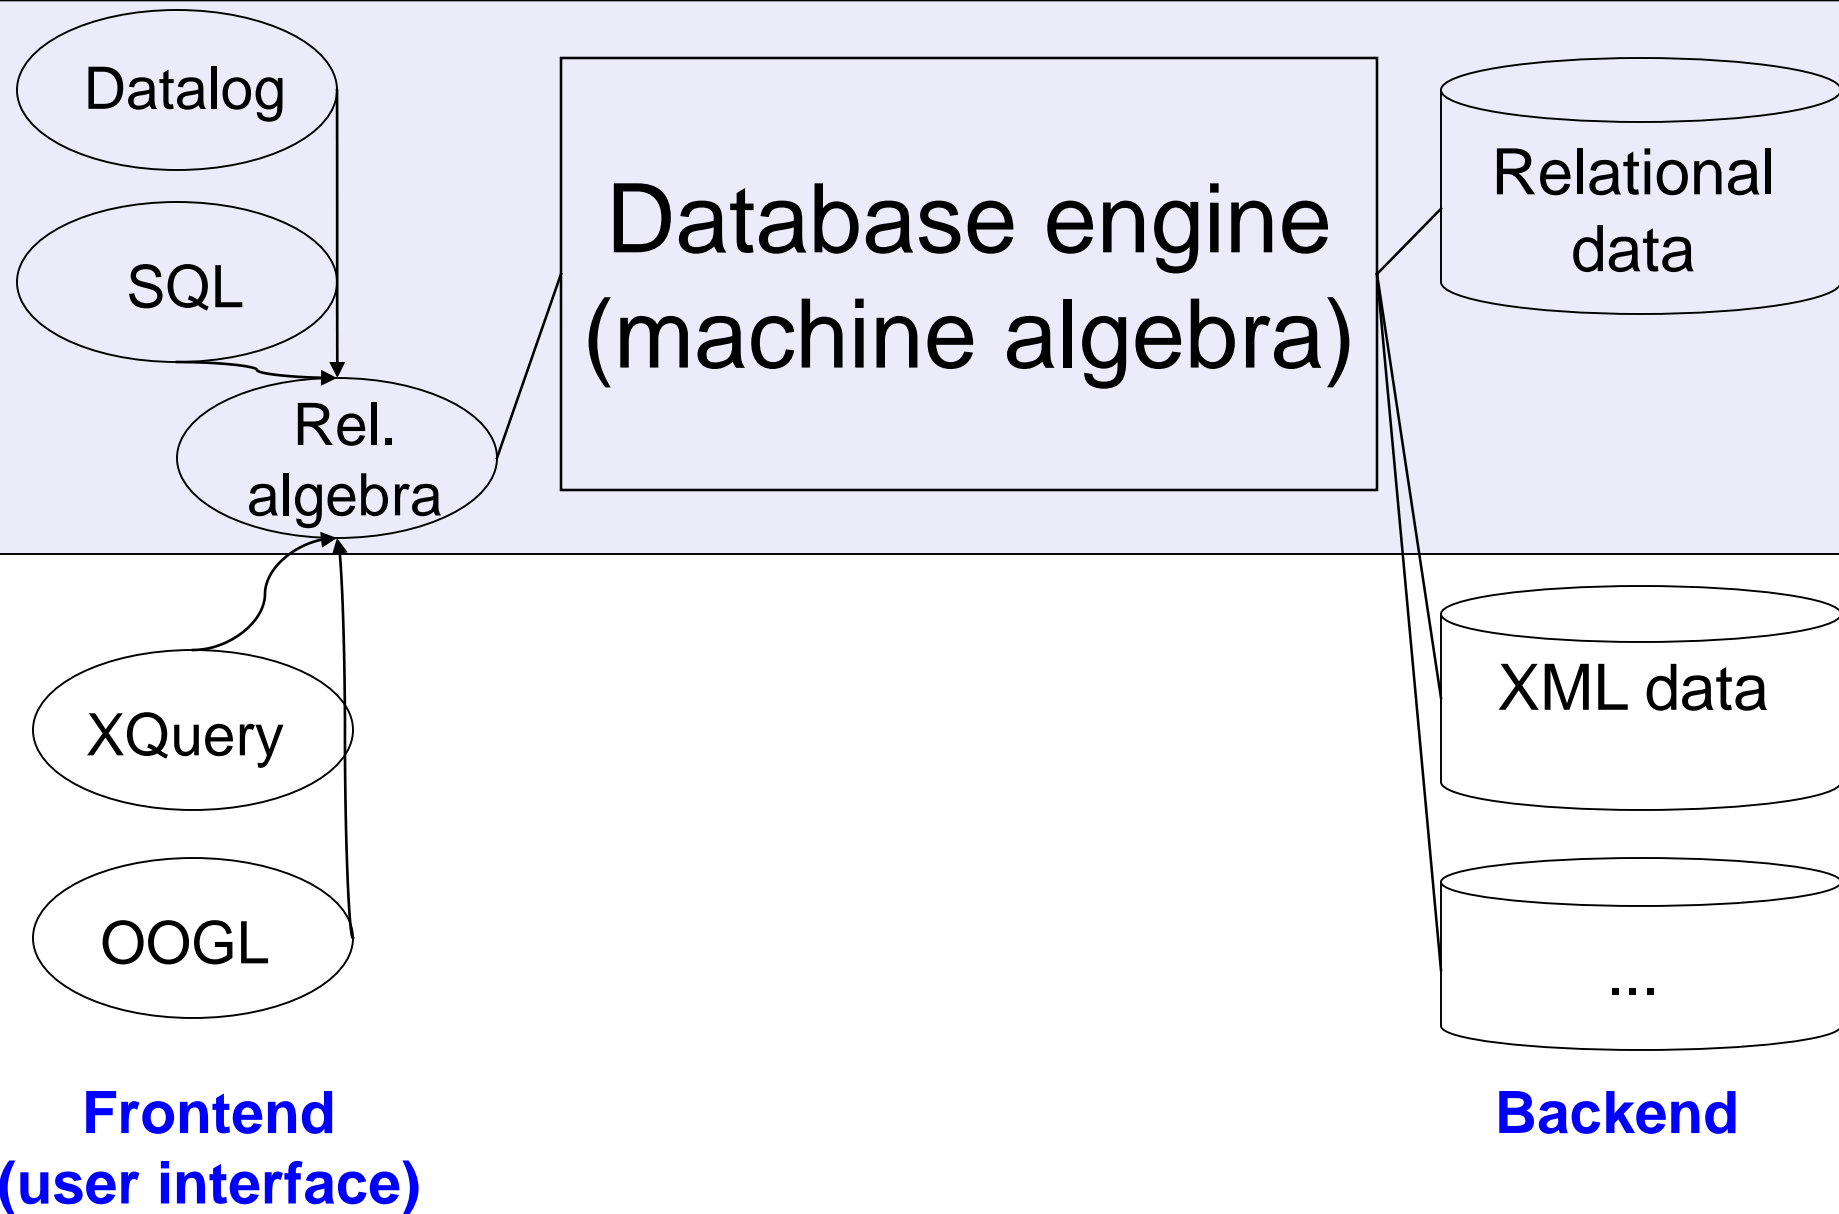 Datalog
SQL
Rel.
algebra
XQuery
OOGL
Database engine
(machine algebra)
Relational
data
XML data
...
Frontend
(user interface)
Backend